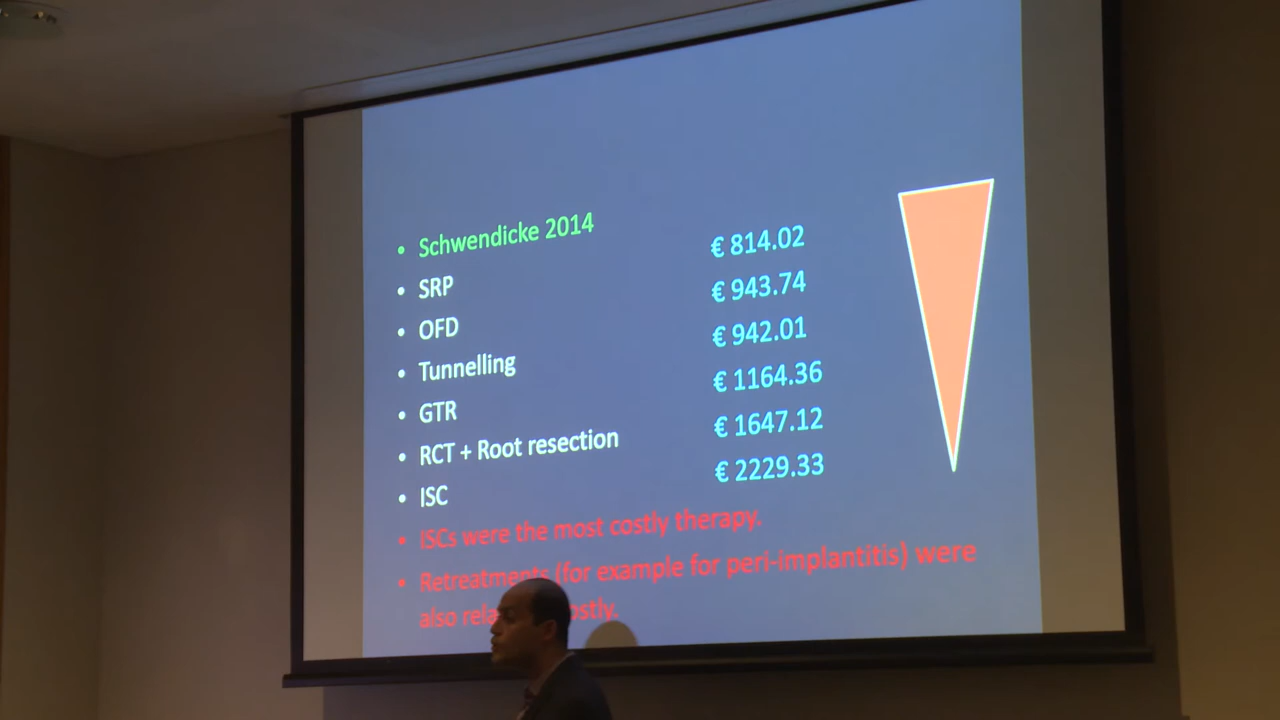 • Schwendicke 2014
• SRP € 814.02
• OFD € 943.74
• Tunnelling € 942.01
• GTR € 1164.36
• RCT + Root resection € 1647.12
• ISC € 2229.33
• ISCs were the most costly therapy.
• Retreatments (for example for peri-implantitis) were
also